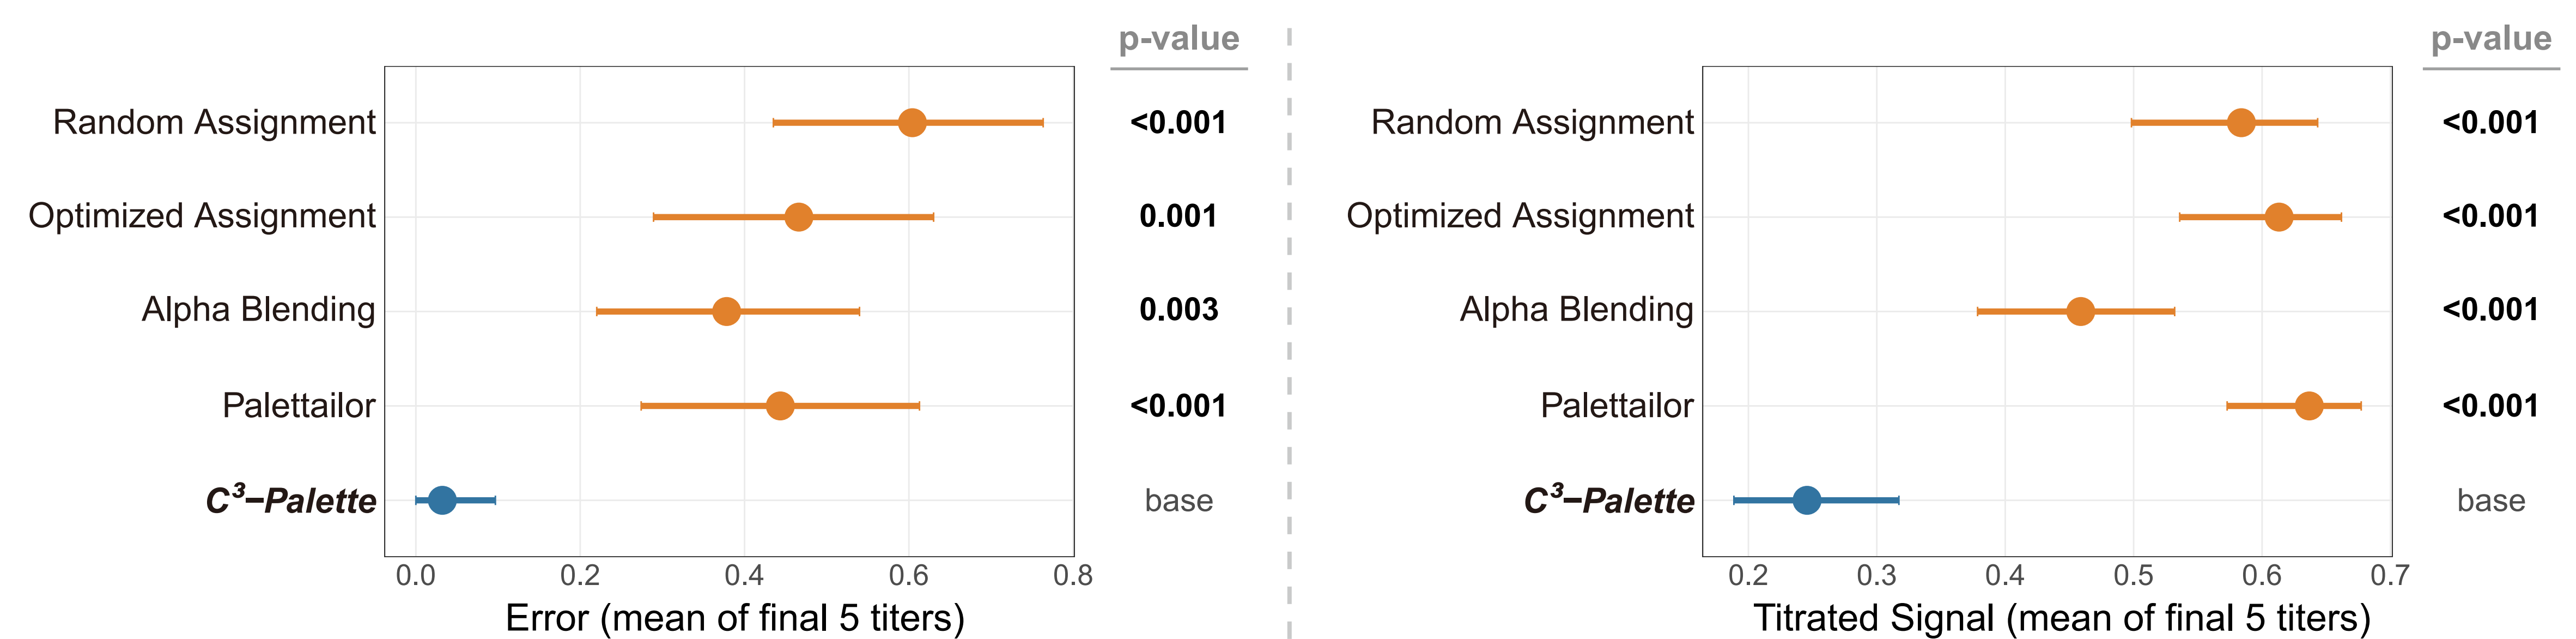 p-value
Random Assignment
<0.001
Optimized Assignment
0.001
Alpha Blending
0.003
Palettailor
<0.001
C³−Palette
base
0.0 0.2 0.4 0.6 0.8
Error (mean of final 5 titers)
p-value
Random Assignment
<0.001
Optimized Assignment
<0.001
Alpha Blending
<0.001
Palettailor
<0.001
C³−Palette
base
0.2 0.3 0.4 0.5 0.6 0.7
Titrated Signal (mean of final 5 titers)